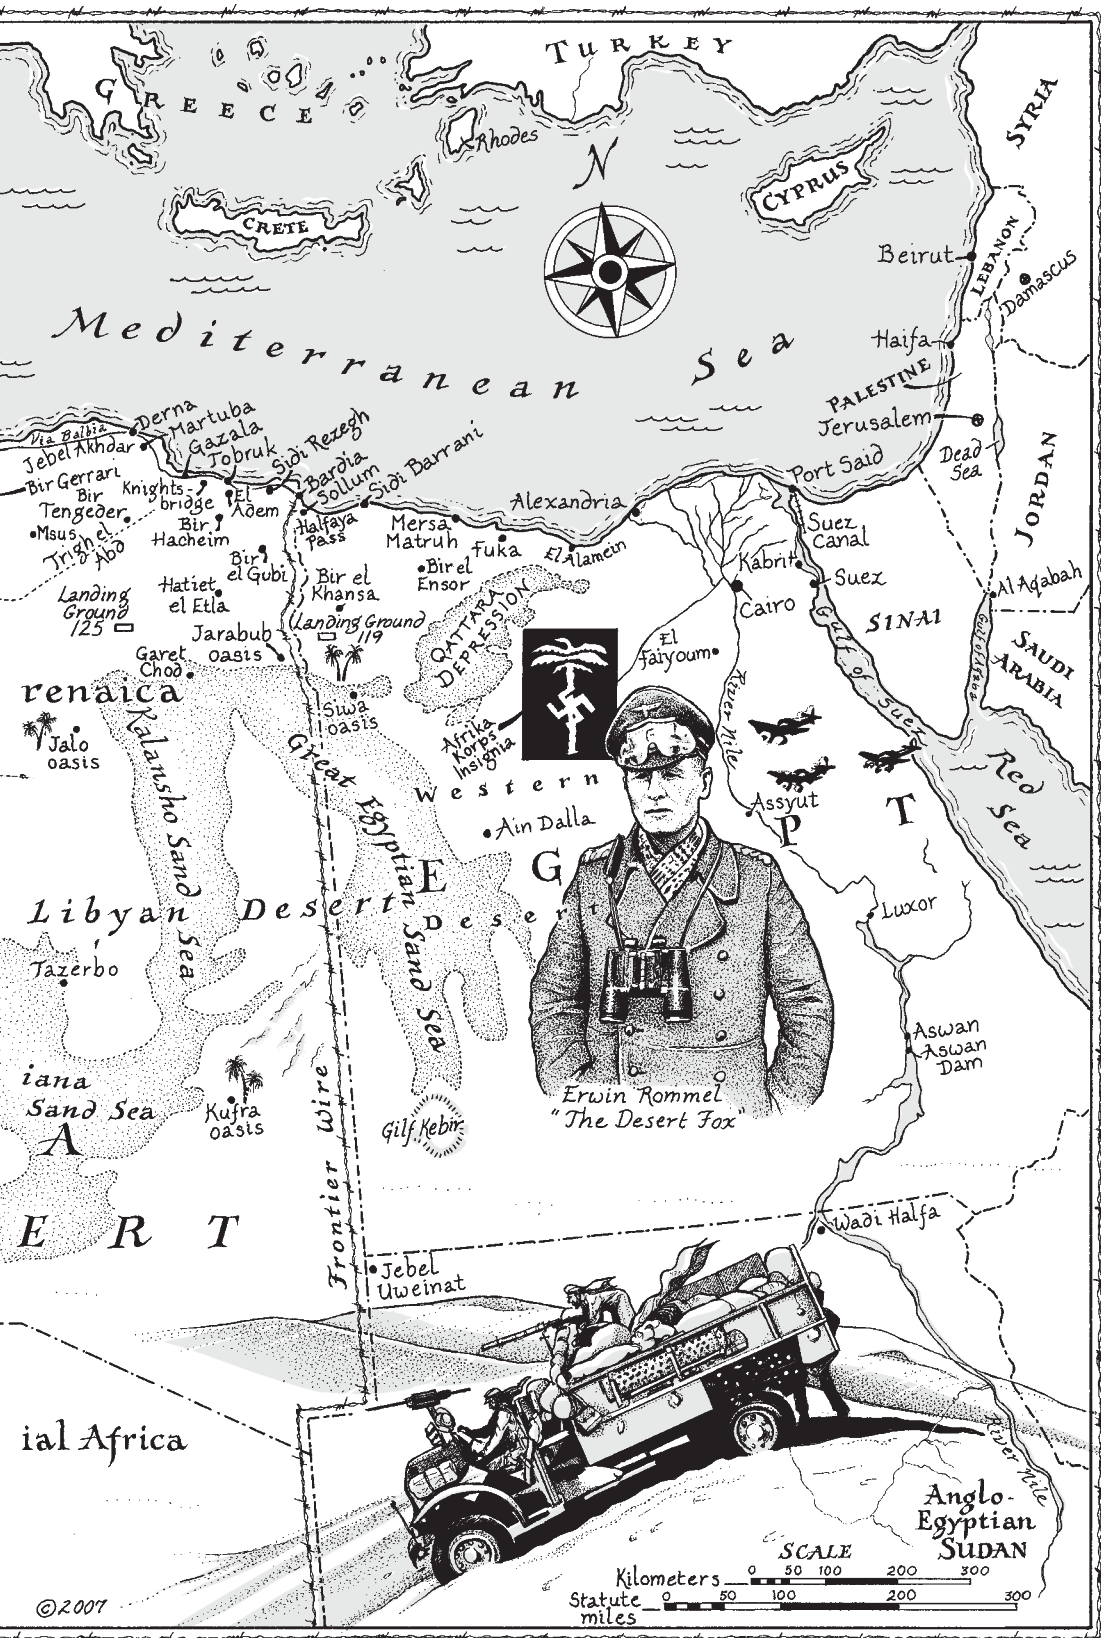 TURKEY
GREECE
SYRIA
Rhodes
N
CYPRUS
CRETE
LEBANON
Beirut
Damascus
Mediterranean Sea
Haifa
PALESTINE
Jerusalem
Dead
Sea
JORDAN
Derna
Martuba
Gazala
Tobruk
Sidi Rezegh
Bardia
Sollum
Sidi Barrani
Via Balbia
Jebel Akhdar
Bir Gerrari
Bir
Tengeder
Msus
Trigh el
Abd
Knights-
bridge
El
Adem
Bir
Hacheim
Halfaya
Pass
Mersa
Matruh
Fuka
El Alamein
Alexandria
Port Said
Suez
Canal
Kabrit
Suez
Cairo
Al Aqabah
Bir
el Gubi
Bir el
Ensor
Hatiet
el Etla
Bir el
Khansa
Landing
Ground
125
Landing Ground
119
Jarabub
oasis
Garet
Chod
QATTARA
DEPRESSION
El
Faiyoum
Gulf of Suez
SINAI
Gulf of Aqaba
SAUDI
ARABIA
renaica
Jalo
oasis
Siwa
oasis
Afrika
Korps
Insignia
River Nile
Red
Sea
Kalansho Sand Sea
Great Egyptian Sand Sea
Western
Desert
Ain Dalla
Assyut
E G P T
Libyan Desert
Luxor
Tazerbo
Aswan
Aswan
Dam
iana
Sand Sea
A
Kufra
oasis
Gilf Kebir
Erwin Rommel
"The Desert Fox"
E R T
Frontier Wire
Wadi Halfa
Jebel
Uweinat
ial Africa
River Nile
Anglo-
Egyptian
SUDAN
SCALE
Kilometers 0 50 100 200 300
Statute
miles 0 50 100 200 300
©2007